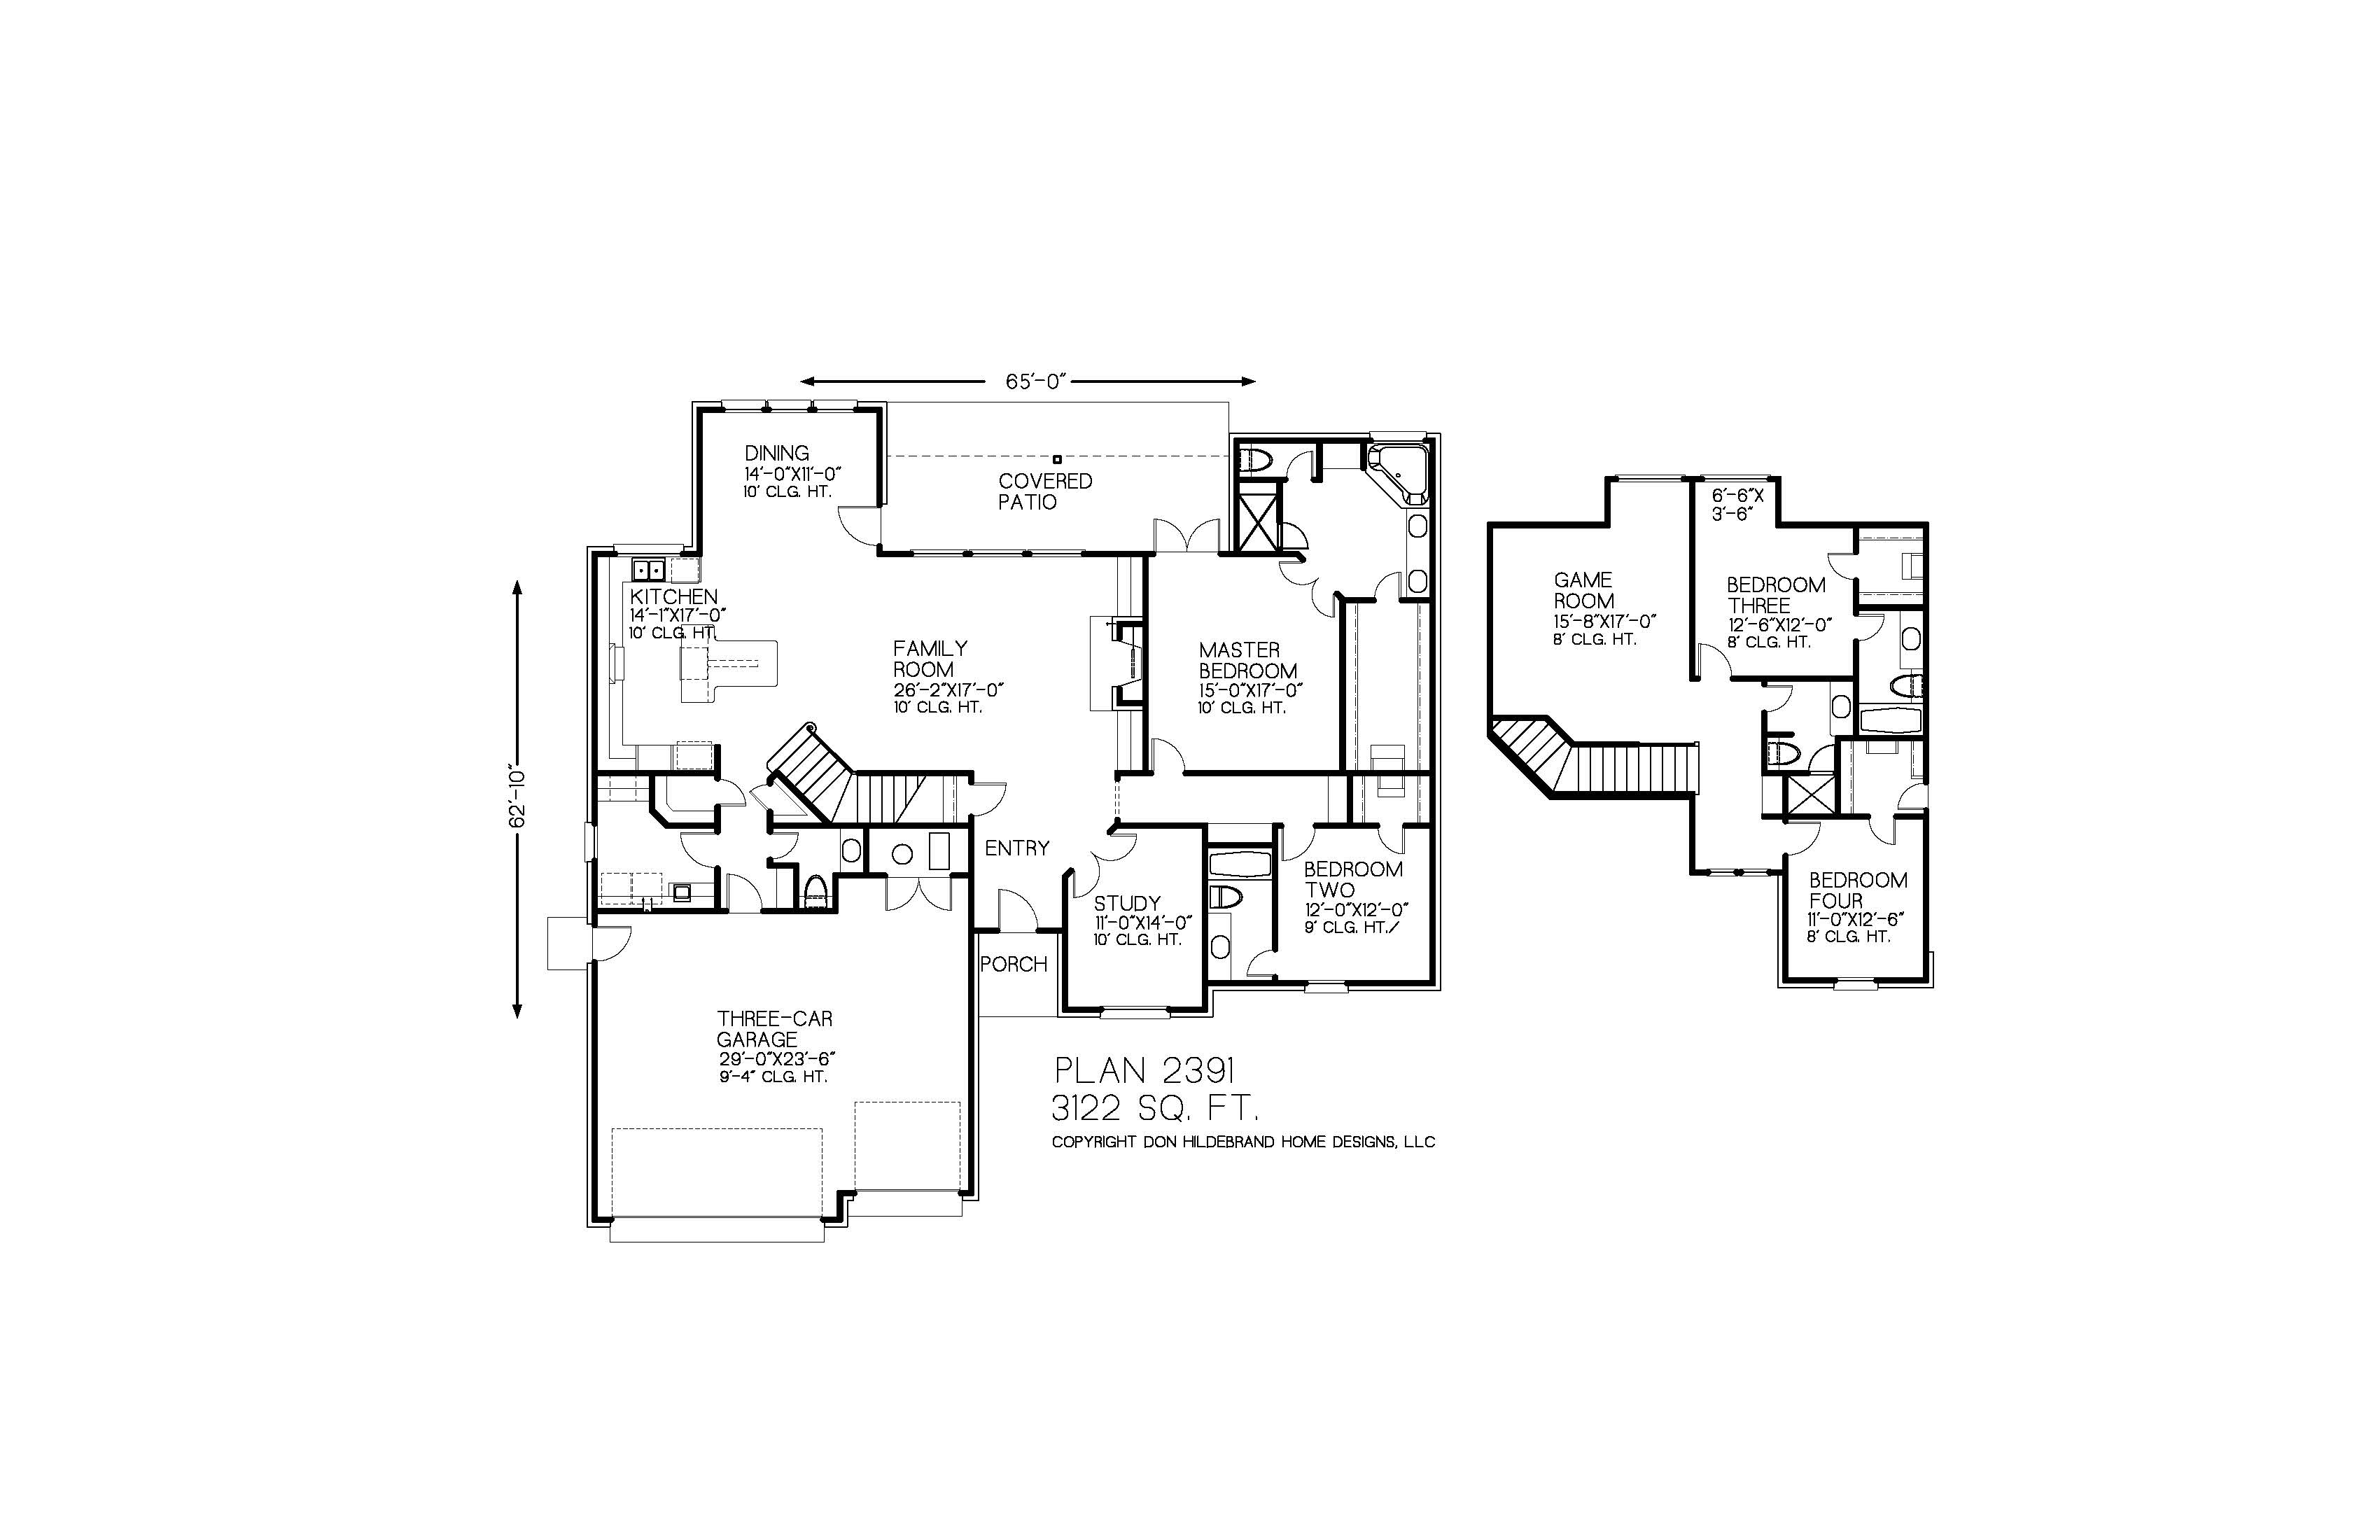 65'-0"
DINING
14'-0"X11'-0"
10' CLG. HT.
COVERED
PATIO
KITCHEN
14'-1"X17'-0"
10' CLG. HT.
FAMILY
ROOM
26'-2"X17'-0"
10' CLG. HT.
MASTER
BEDROOM
15'-0"X17'-0"
10' CLG. HT.
62'-10"
ENTRY
STUDY
11'-0"X14'-0"
10' CLG. HT.
BEDROOM
TWO
12'-0"X12'-0"
9' CLG. HT./
PORCH
THREE-CAR
GARAGE
29'-0"X23'-6"
9'-4" CLG. HT.
PLAN 2391
3122 SQ. FT.
COPYRIGHT DON HILDEBRAND HOME DESIGNS, LLC
6'-6"X
3'-6"
GAME
ROOM
15'-8"X17'-0"
8' CLG. HT.
BEDROOM
THREE
12'-6"X12'-0"
8' CLG. HT.
BEDROOM
FOUR
11'-0"X12'-6"
8' CLG. HT.